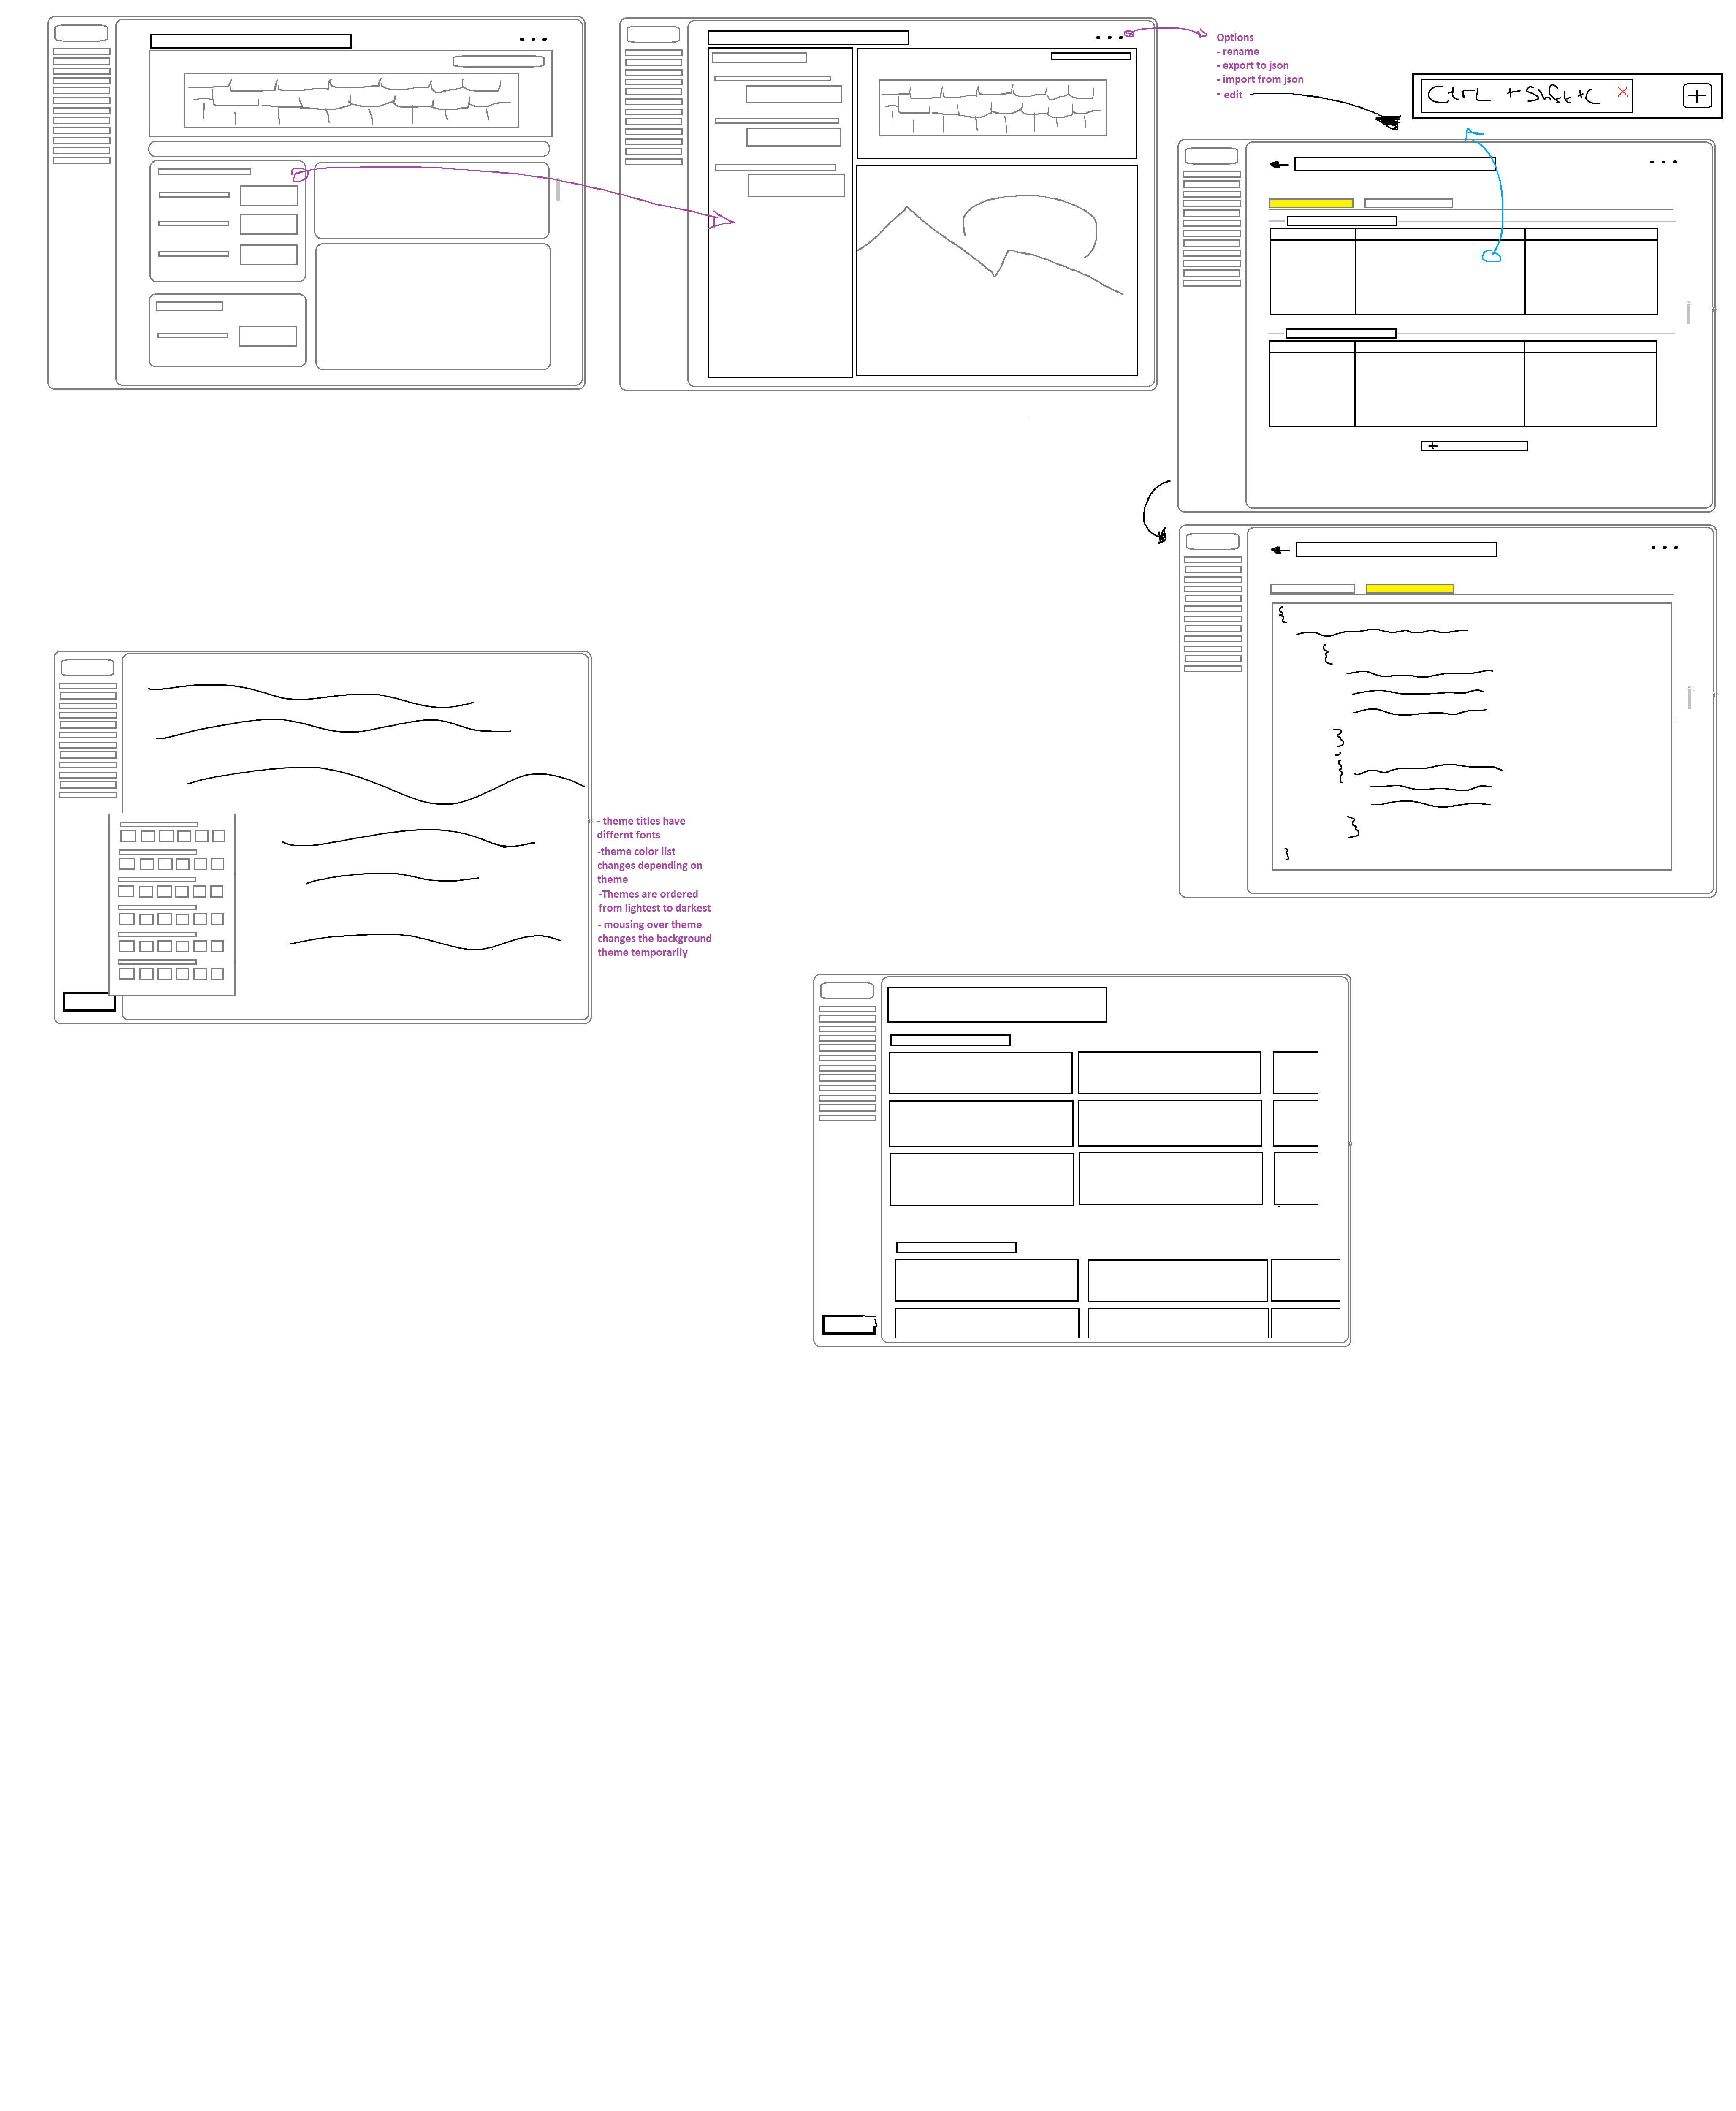 Options
- rename
- export to json
- import from json
- edit
Ctrl + Shift + C
- theme titles have
differnt fonts
-theme color list
changes depending on
theme
-Themes are ordered
from lightest to darkest
- mousing over theme
changes the background
theme temporarily